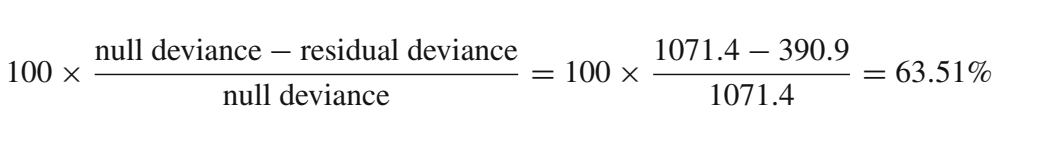 100 × null deviance − residual deviance / null deviance = 100 × 1071.4 − 390.9 / 1071.4 = 63.51%